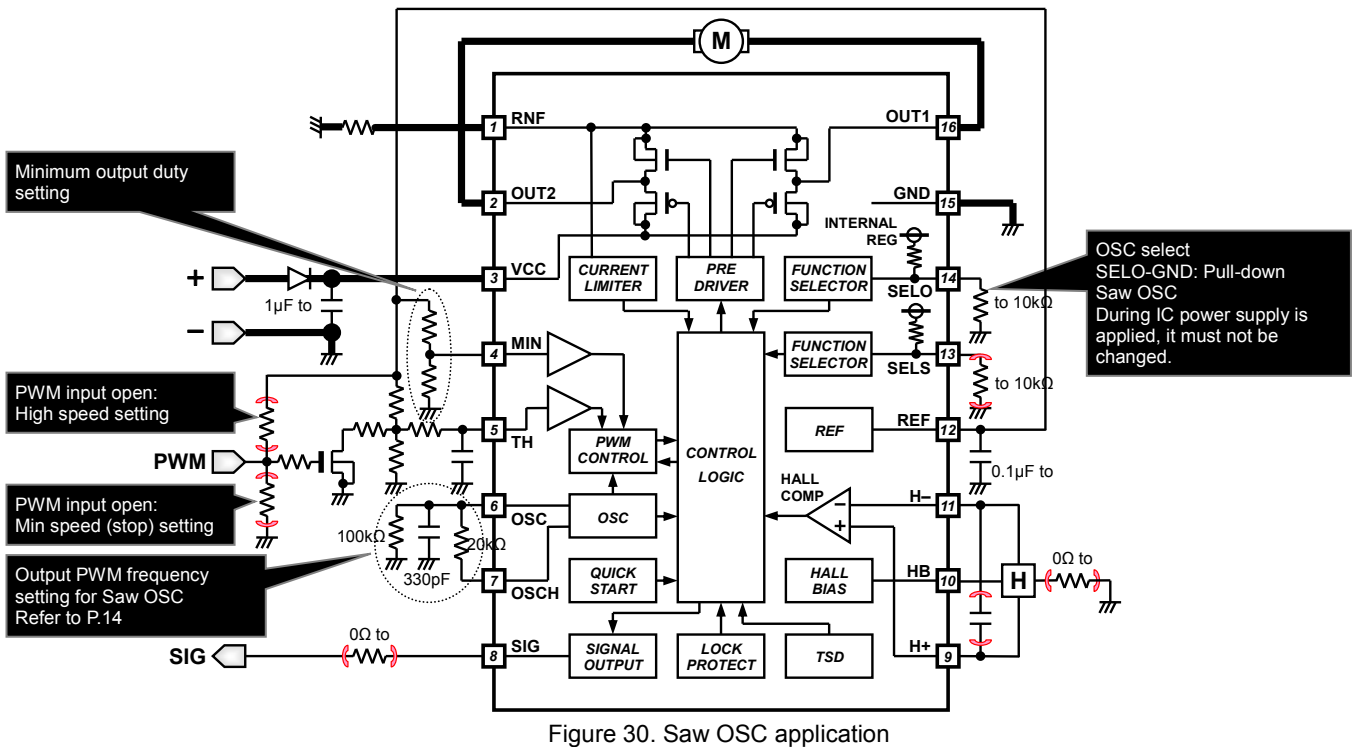 M
1
RNF
OUT1
16
Minimum output duty
setting
2
OUT2
GND
15
INTERNAL
REG
+
3
VCC
CURRENT
LIMITER
PRE
DRIVER
FUNCTION
SELECTOR
14
SELO
to 10kΩ
OSC select
SELO-GND: Pull-down
Saw OSC
During IC power supply is
applied, it must not be
changed.
1µF to
–
4
MIN
FUNCTION
SELECTOR
13
SELS
to 10kΩ
PWM input open:
High speed setting
5
TH
PWM
CONTROL
CONTROL
LOGIC
REF
REF
12
0.1µF to
PWM
PWM input open:
Min speed (stop) setting
6
OSC
OSC
HALL
COMP
–
+
H–
11
100kΩ
20kΩ
330pF
Output PWM frequency
setting for Saw OSC
Refer to P.14
7
OSCH
QUICK
START
HALL
BIAS
HB
10
H
0Ω to
SIG
0Ω to
8
SIG
SIGNAL
OUTPUT
LOCK
PROTECT
TSD
H+
9
Figure 30. Saw OSC application